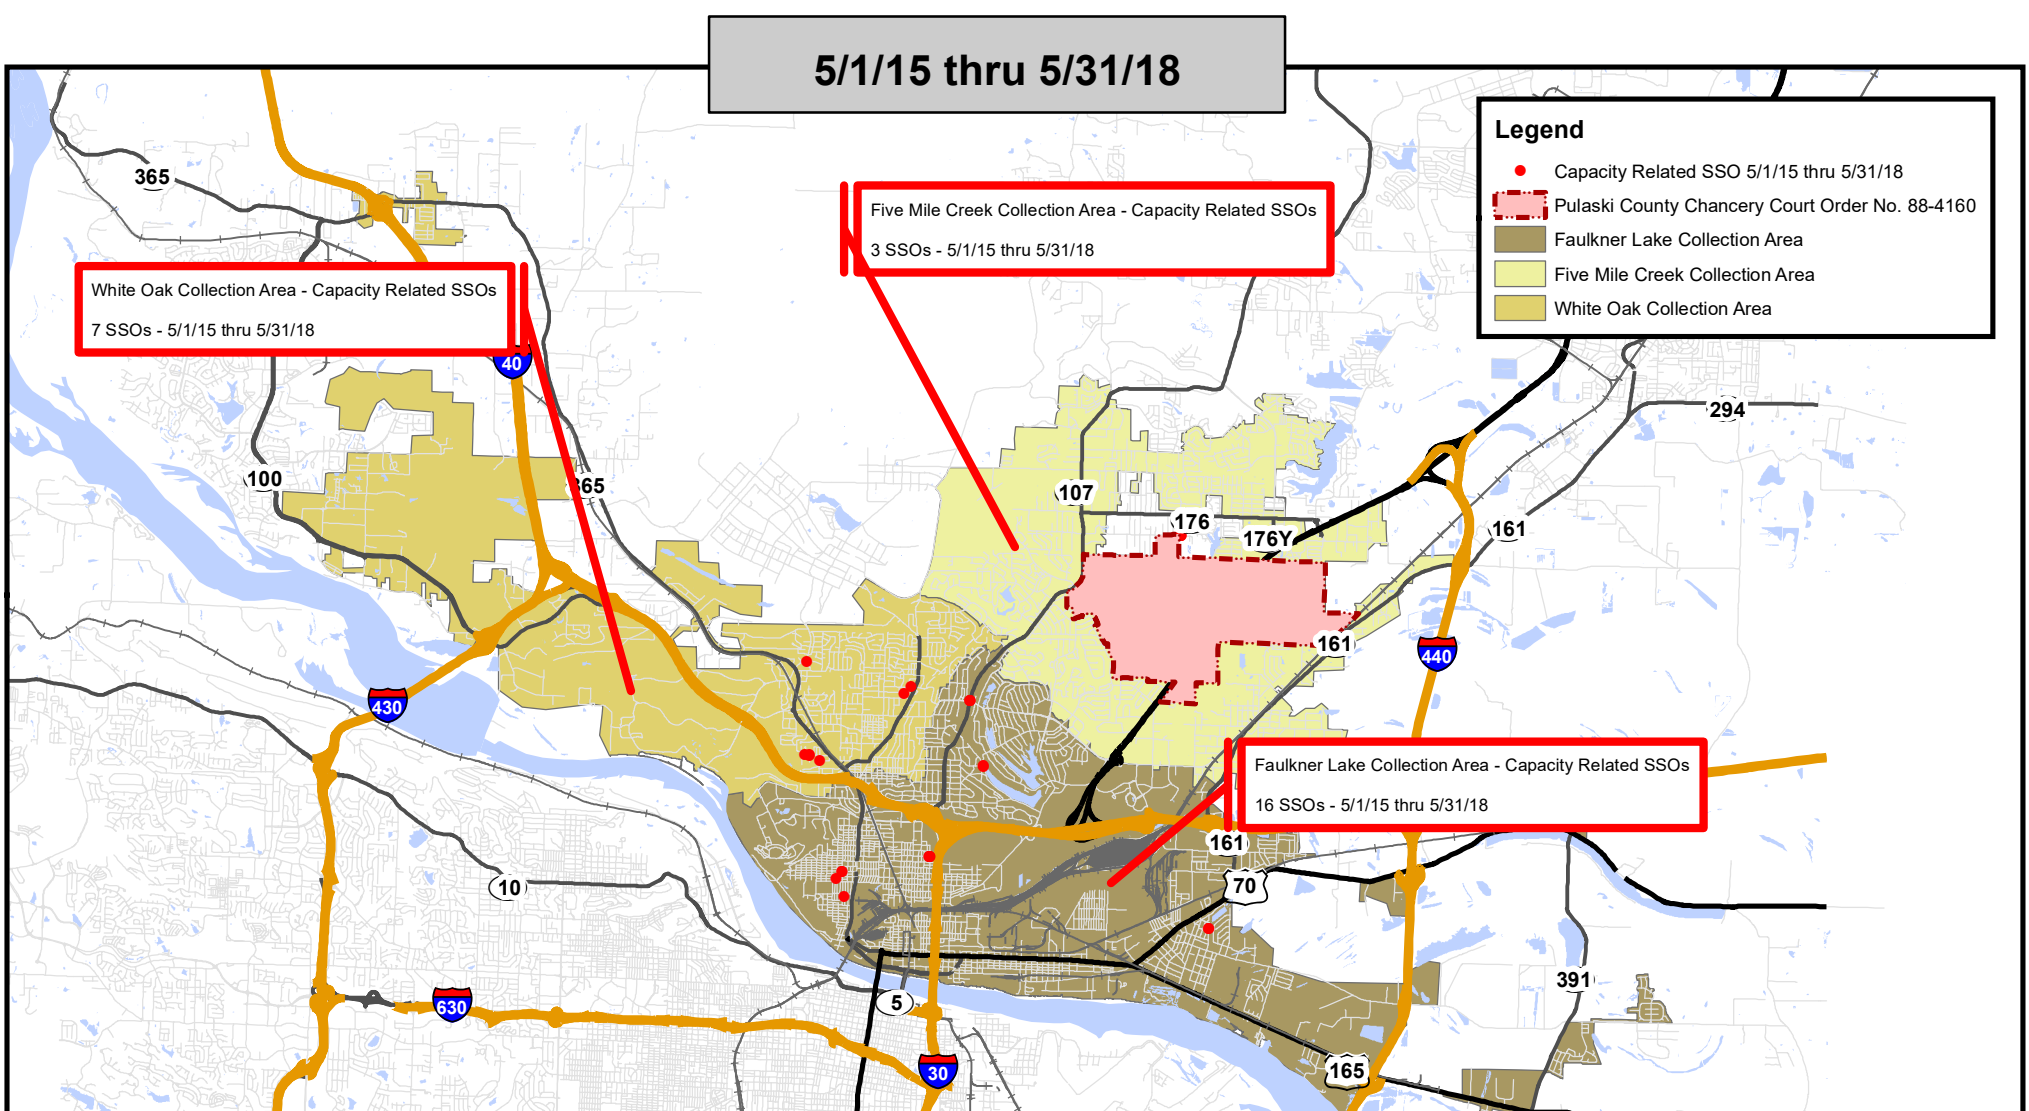 5/1/15 thru 5/31/18
Legend
Capacity Related SSO 5/1/15 thru 5/31/18
Pulaski County Chancery Court Order No. 88-4160
Faulkner Lake Collection Area
Five Mile Creek Collection Area
White Oak Collection Area
365
Five Mile Creek Collection Area - Capacity Related SSOs
3 SSOs - 5/1/15 thru 5/31/18
White Oak Collection Area - Capacity Related SSOs
7 SSOs - 5/1/15 thru 5/31/18
40
294
100
365
107
176
176Y
161
161
440
430
Faulkner Lake Collection Area - Capacity Related SSOs
16 SSOs - 5/1/15 thru 5/31/18
161
10
70
391
5
630
30
165